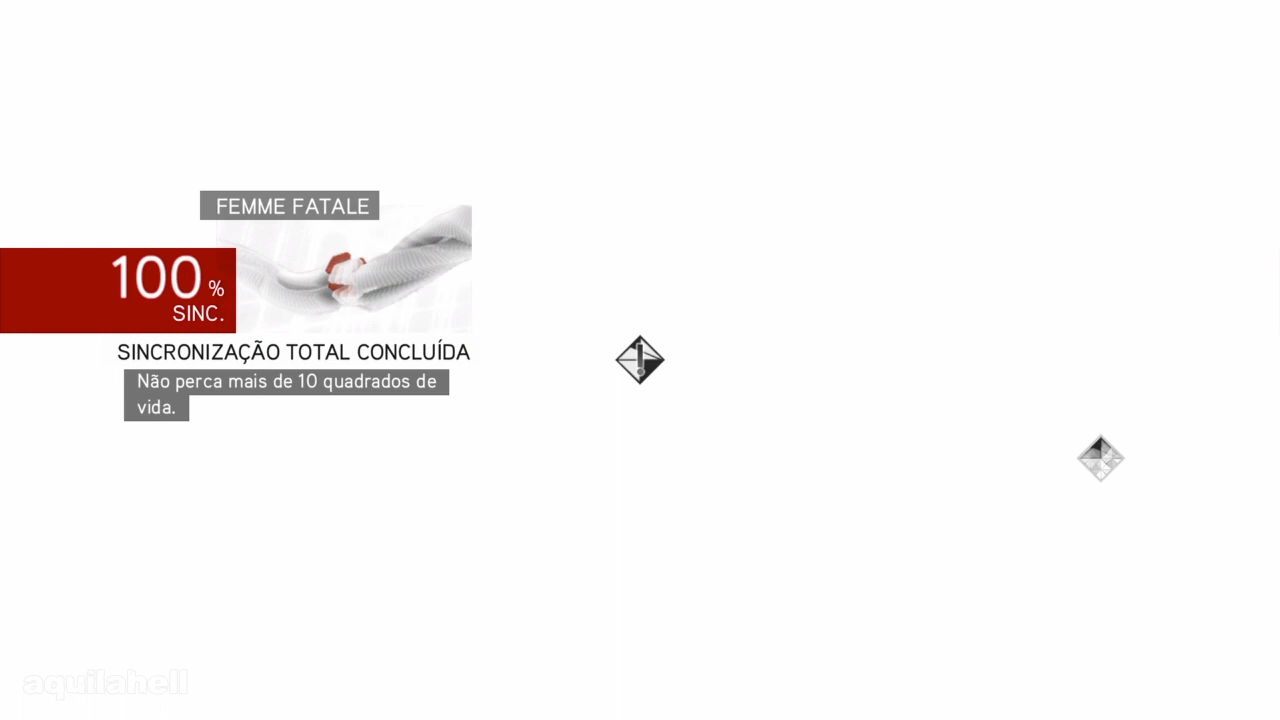 FEMME FATALE
100 %
SINC.
SINCRONIZAÇÃO TOTAL CONCLUÍDA
Não perca mais de 10 quadrados de
vida.
aquilahell